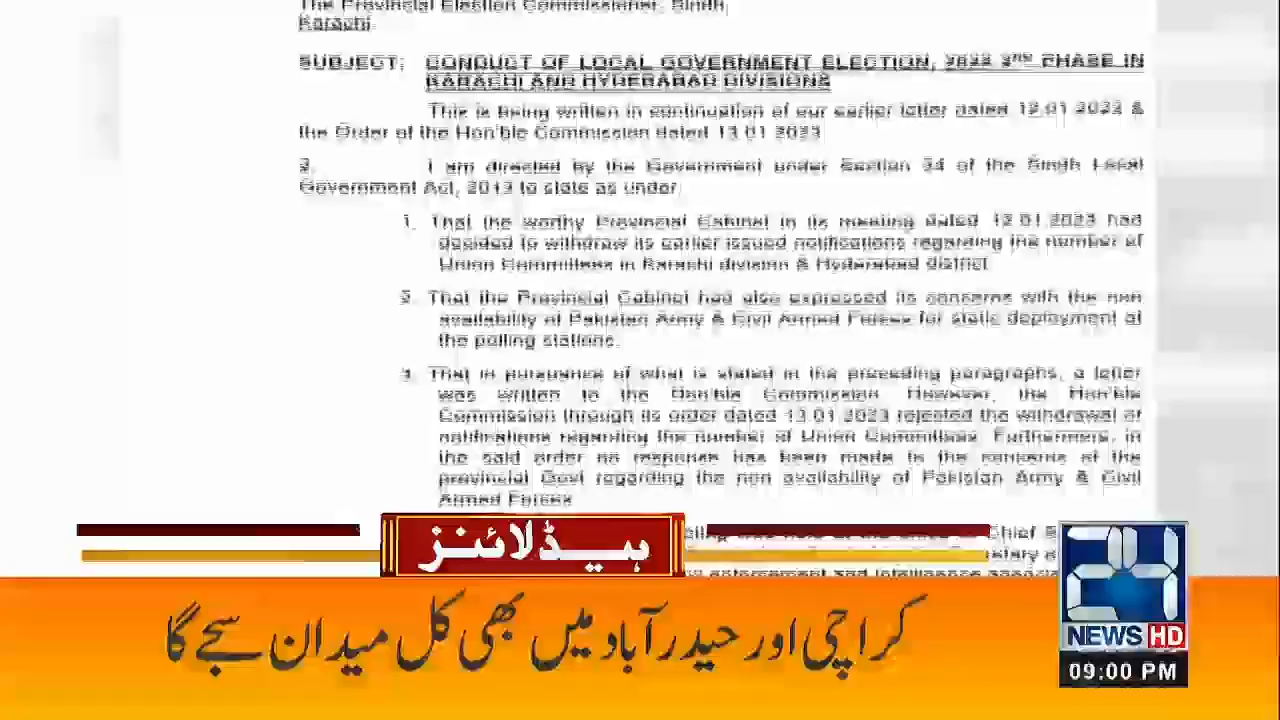 The Provincial Election Commissioner, Sindh,
Karachi
SUBJECT: CONDUCT OF LOCAL GOVERNMENT ELECTION, 2022 2ND PHASE IN
KARACHI AND HYDERABAD DIVISIONS
This is being written in continuation of our earlier letter dated 12.01.2023 &
the Order of the Hon'ble Commission dated 13.01.2023
2. I am directed by the Government under Section 34 of the Sindh Local
Government Act, 2013 to state as under
1. That the worthy Provincial Cabinet in its meeting dated 12.01.2023 had
decided to withdraw its earlier issued notifications regarding the number of
Union Committees in Karachi division & Hyderabad district
2. That the Provincial Cabinet had also expressed its concerns with the non
availability of Pakistan Army & Civil Armed Forces for static deployment at
the polling stations.
3. That in pursuance of what is stated in the preceding paragraphs, a letter
was written to the Hon'ble Commission. However, the Hon'ble
Commission through its order dated 13.01.2023 rejected the withdrawal of
notifications regarding the number of Union Committees. Furthermore, in
the said order no response has been made to the concerns of the
provincial Govt regarding the non availability of Pakistan Army & Civil
Armed Forces
Chief
enforcement and intelligence
ہیڈلائنز
کراچی اور حیدرآباد میں بھی کل میدان سجے گا
24
NEWS HD
09:00 PM